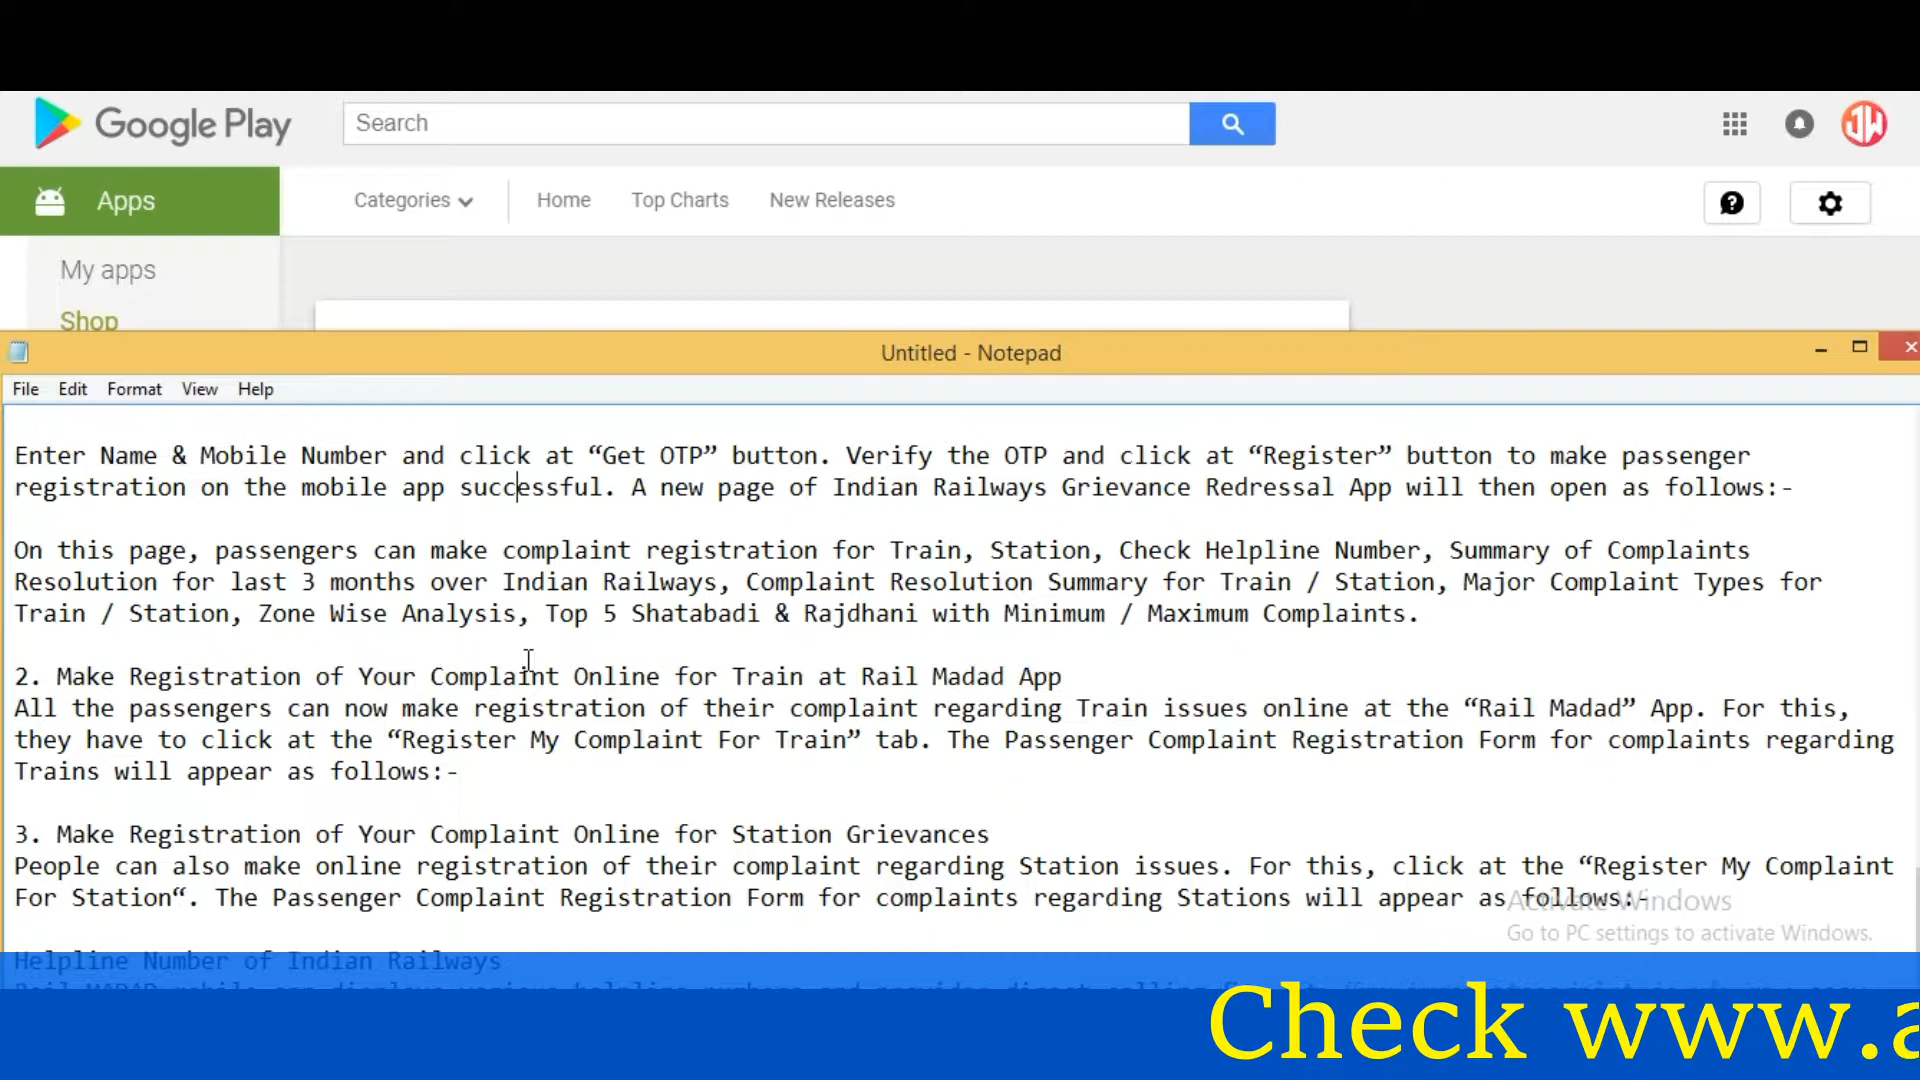 Google Play
Search
JW
Apps
Categories
Home
Top Charts
New Releases
My apps
Shop
Untitled - Notepad
File Edit Format View Help
Enter Name & Mobile Number and click at “Get OTP” button. Verify the OTP and click at “Register” button to make passenger
registration on the mobile app successful. A new page of Indian Railways Grievance Redressal App will then open as follows:-
On this page, passengers can make complaint registration for Train, Station, Check Helpline Number, Summary of Complaints
Resolution for last 3 months over Indian Railways, Complaint Resolution Summary for Train / Station, Major Complaint Types for
Train / Station, Zone Wise Analysis, Top 5 Shatabadi & Rajdhani with Minimum / Maximum Complaints.
2. Make Registration of Your Complaint Online for Train at Rail Madad App
All the passengers can now make registration of their complaint regarding Train issues online at the “Rail Madad” App. For this,
they have to click at the “Register My Complaint For Train” tab. The Passenger Complaint Registration Form for complaints regarding
Trains will appear as follows:-
3. Make Registration of Your Complaint Online for Station Grievances
People can also make online registration of their complaint regarding Station issues. For this, click at the “Register My Complaint
For Station“. The Passenger Complaint Registration Form for complaints regarding Stations will appear as follows:-
Activate Windows
Go to PC settings to activate Windows.
Helpline Number of Indian Railways
Check www.a